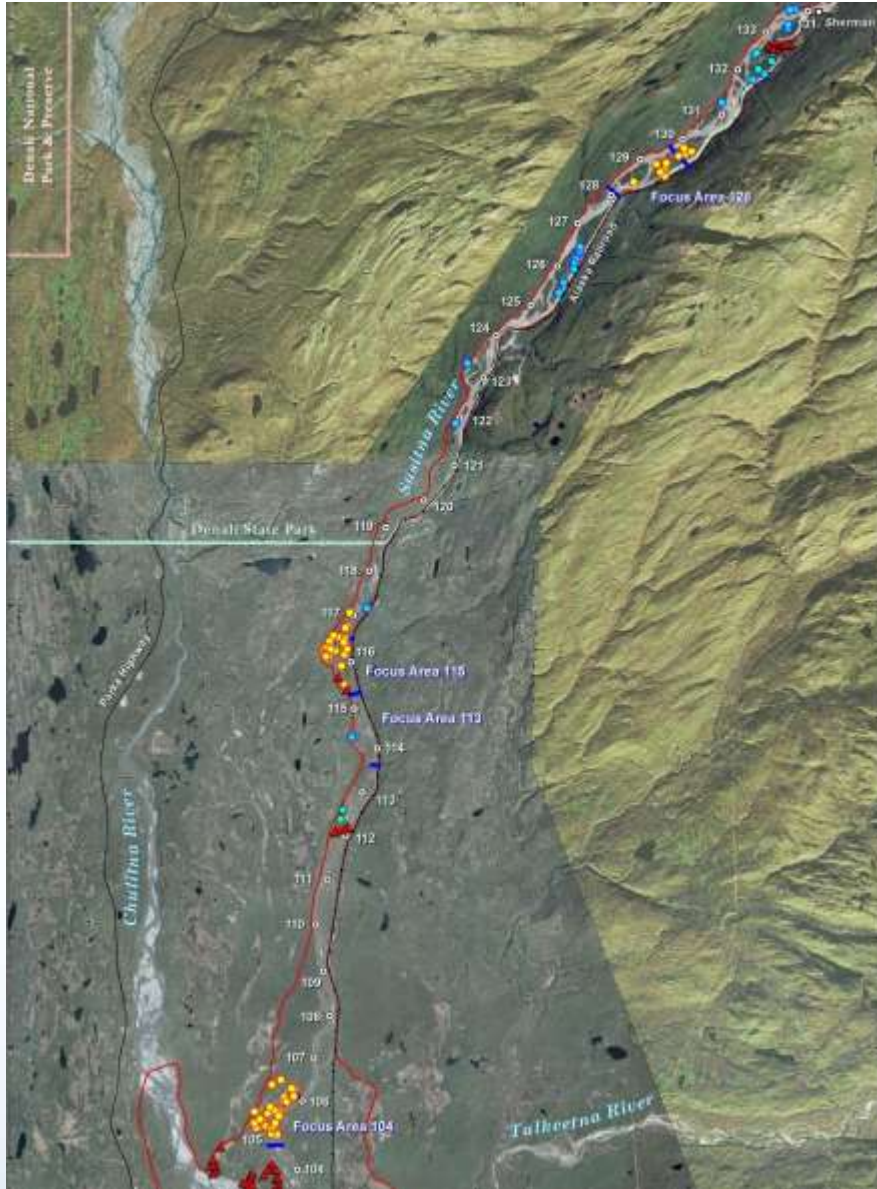 Denali National
Park & Preserve
133
Sherman
132
131
130
129
128
Focus Area 128
127
Alaska Railroad
126
125
124
123
122
Susitna River
121
120
119
Denali State Park
118
117
116
Focus Area 115
115
Focus Area 113
114
Parks Highway
113
112
Chulitna River
111
110
109
108
107
106
Focus Area 104
105
Talkeetna River
104